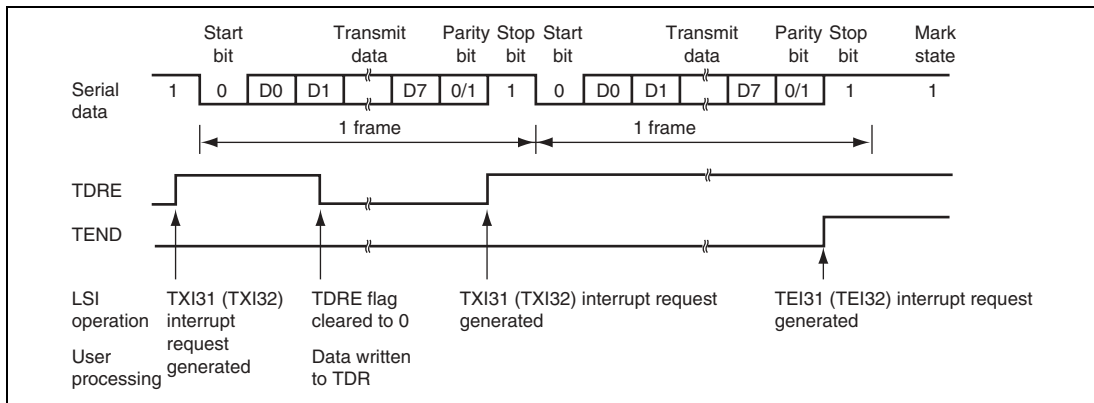 Start bit
Transmit data
Parity bit
Stop bit
Start bit
Transmit data
Parity bit
Stop bit
Mark state
Serial data
1 0 D0 D1 D7 0/1 1 0 D0 D1 D7 0/1 1 1
1 frame 1 frame
TDRE
TEND
LSI operation
TXI31 (TXI32) interrupt request generated
TDRE flag cleared to 0
TXI31 (TXI32) interrupt request generated
TEI31 (TEI32) interrupt request generated
User processing
Data written to TDR